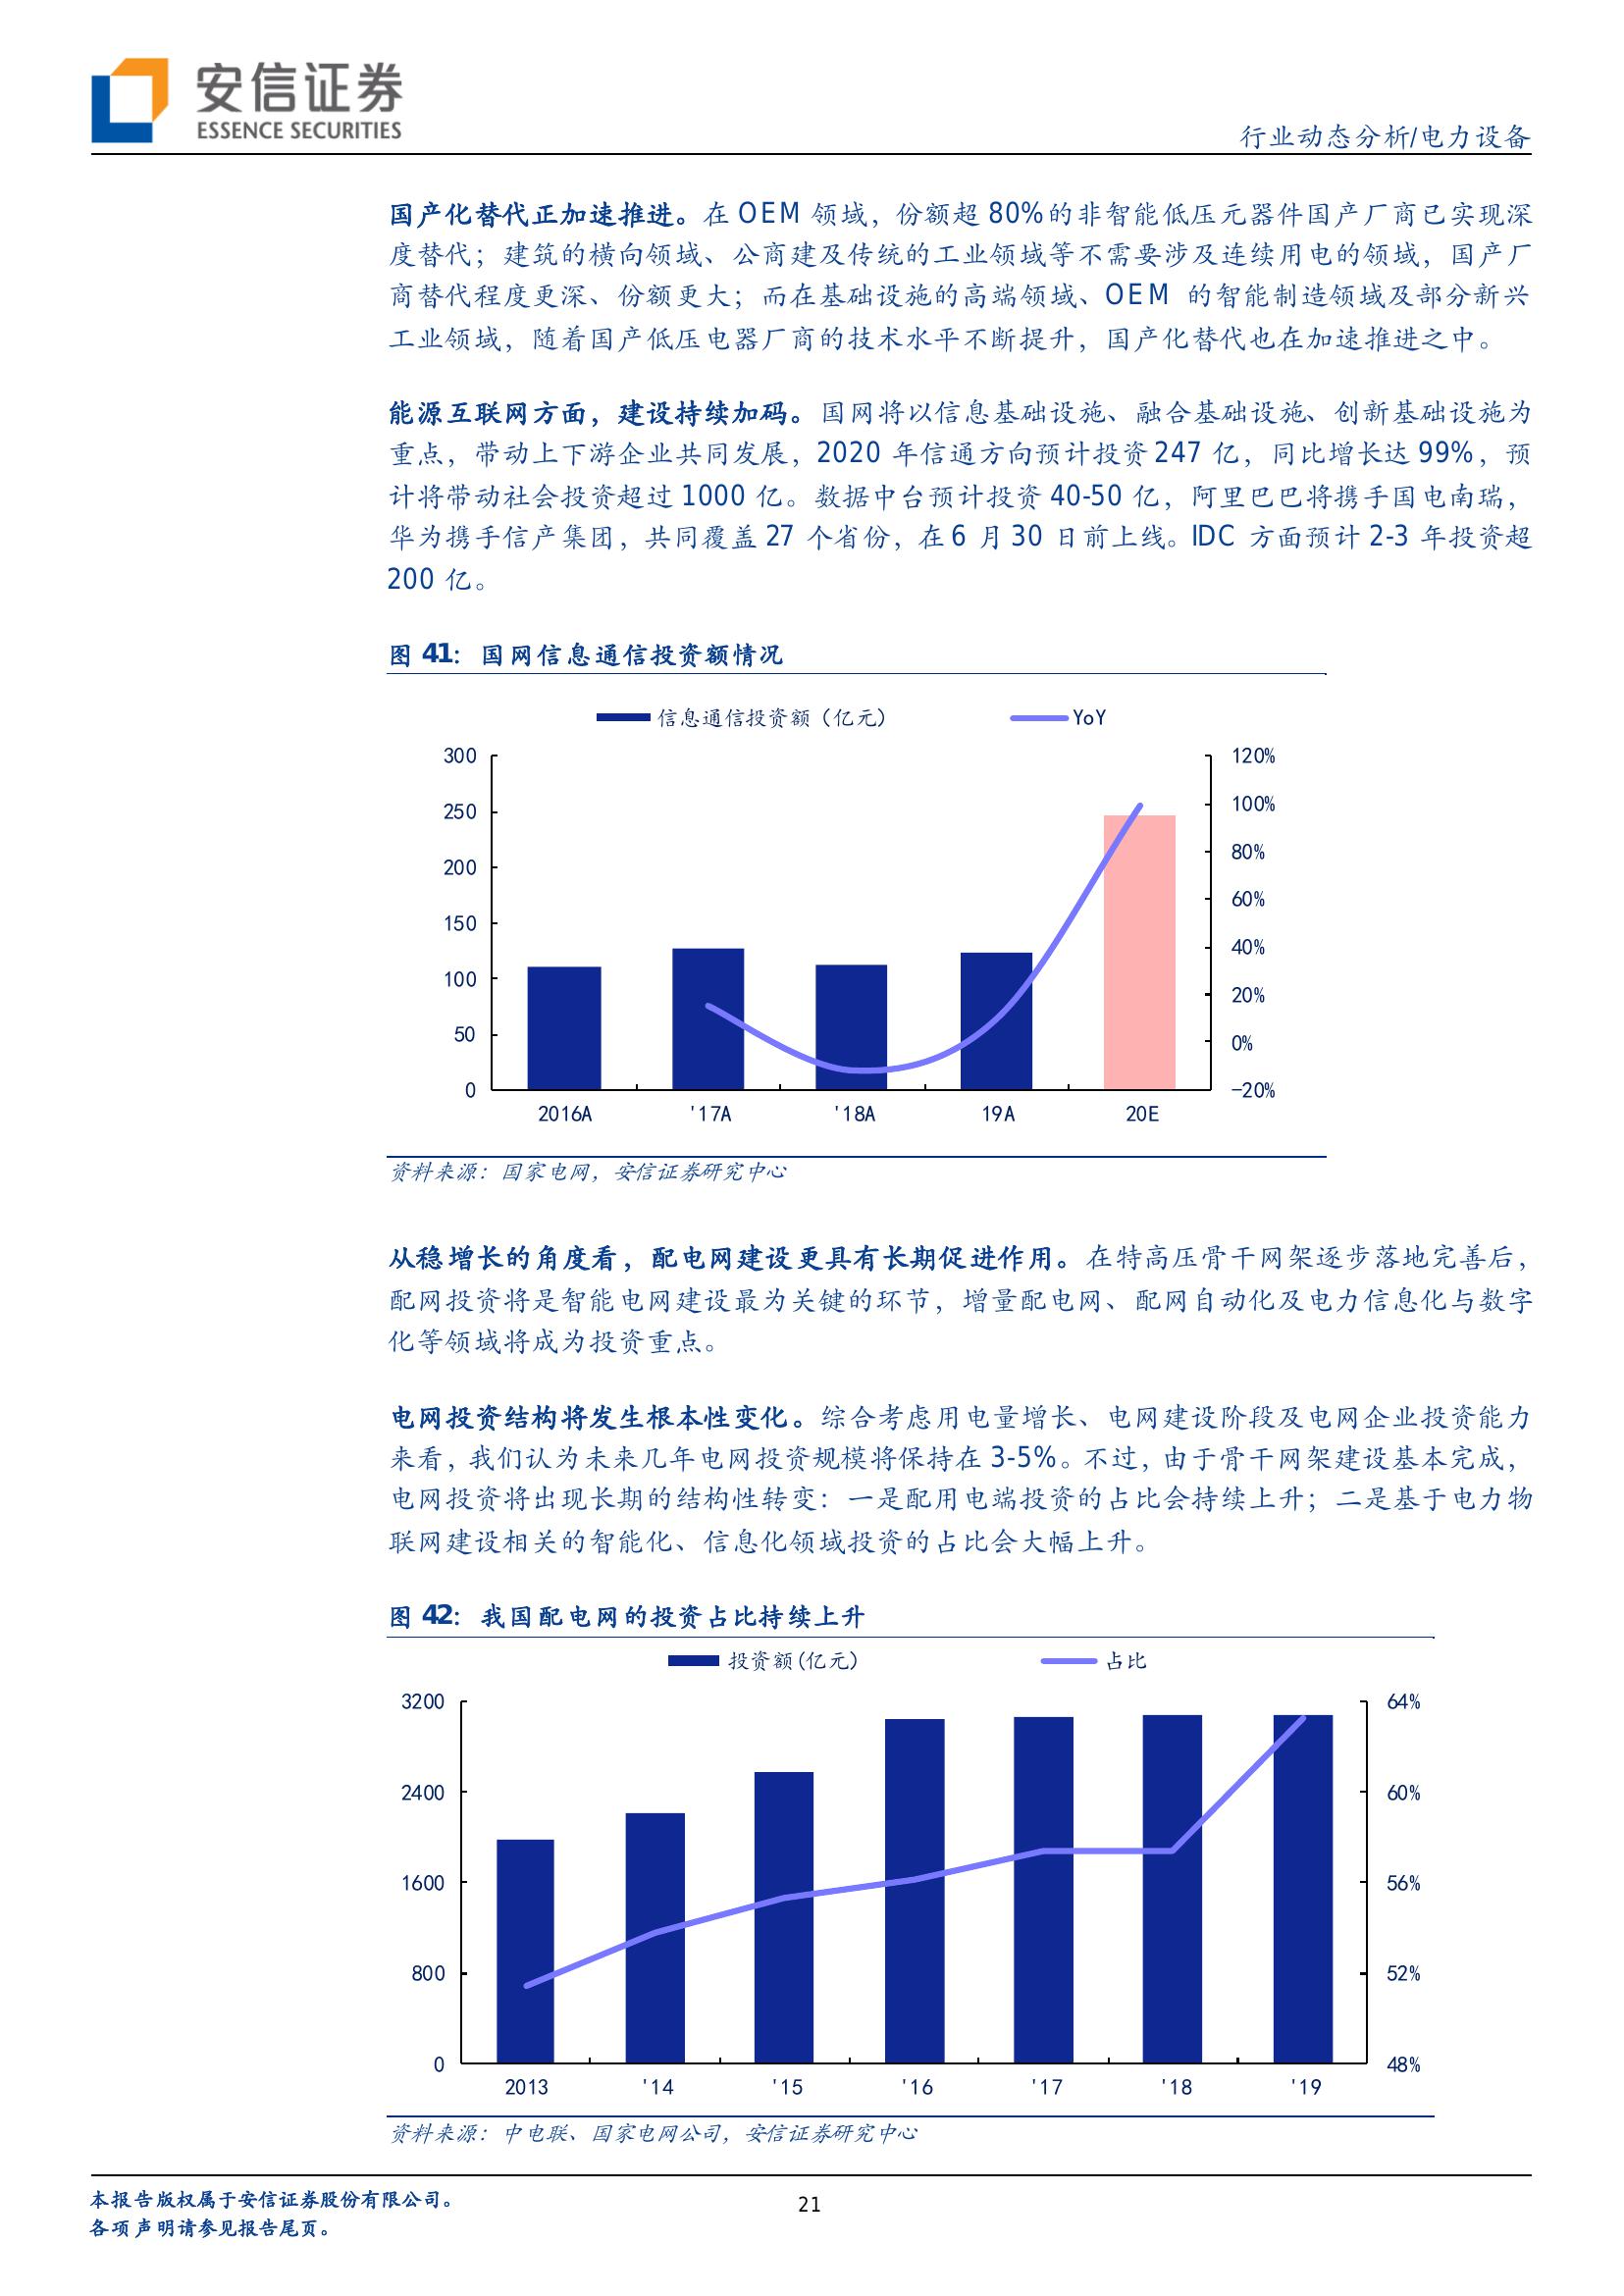 安信证券
ESSENCE SECURITIES
行业动态分析/电力设备
国产化替代正加速推进。在 OEM 领域，份额超 80%的非智能低压元器件国产厂商已实现深
度替代；建筑的横向领域、公商建及传统的工业领域等不需要涉及连续用电的领域，国产厂
商替代程度更深、份额更大；而在基础设施的高端领域、OEM 的智能制造领域及部分新兴
工业领域，随着国产低压电器厂商的技术水平不断提升，国产化替代也在加速推进之中。
能源互联网方面，建设持续加码。国网将以信息基础设施、融合基础设施、创新基础设施为
重点，带动上下游企业共同发展，2020 年信通方向预计投资 247 亿，同比增长达 99%，预
计将带动社会投资超过 1000 亿。数据中台预计投资 40-50 亿，阿里巴巴将携手国电南瑞，
华为携手信产集团，共同覆盖 27 个省份，在 6 月 30 日前上线。IDC 方面预计 2-3 年投资超
200 亿。
图 41：国网信息通信投资额情况
信息通信投资额（亿元） YoY
300 120%
250 100%
200 80%
150 60%
100 40%
50 20%
0 0%
-20%
2016A '17A '18A 19A 20E
资料来源：国家电网，安信证券研究中心
从稳增长的角度看，配电网建设更具有长期促进作用。在特高压骨干网架逐步落地完善后，
配网投资将是智能电网建设最为关键的环节，增量配电网、配网自动化及电力信息化与数字
化等领域将成为投资重点。
电网投资结构将发生根本性变化。综合考虑用电量增长、电网建设阶段及电网企业投资能力
来看，我们认为未来几年电网投资规模将保持在 3-5%。不过，由于骨干网架建设基本完成，
电网投资将出现长期的结构性转变：一是配用电端投资的占比会持续上升；二是基于电力物
联网建设相关的智能化、信息化领域投资的占比会大幅上升。
图 42：我国配电网的投资占比持续上升
投资额(亿元) 占比
3200 64%
2400 60%
1600 56%
800 52%
0 48%
2013 '14 '15 '16 '17 '18 '19
资料来源：中电联、国家电网公司，安信证券研究中心
本报告版权属于安信证券股份有限公司。
21
各项声明请参见报告尾页。